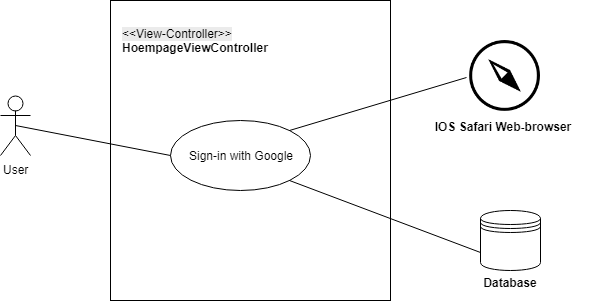 <<View-Controller>>
HoempageViewController
User
Sign-in with Google
IOS Safari Web-browser
Database